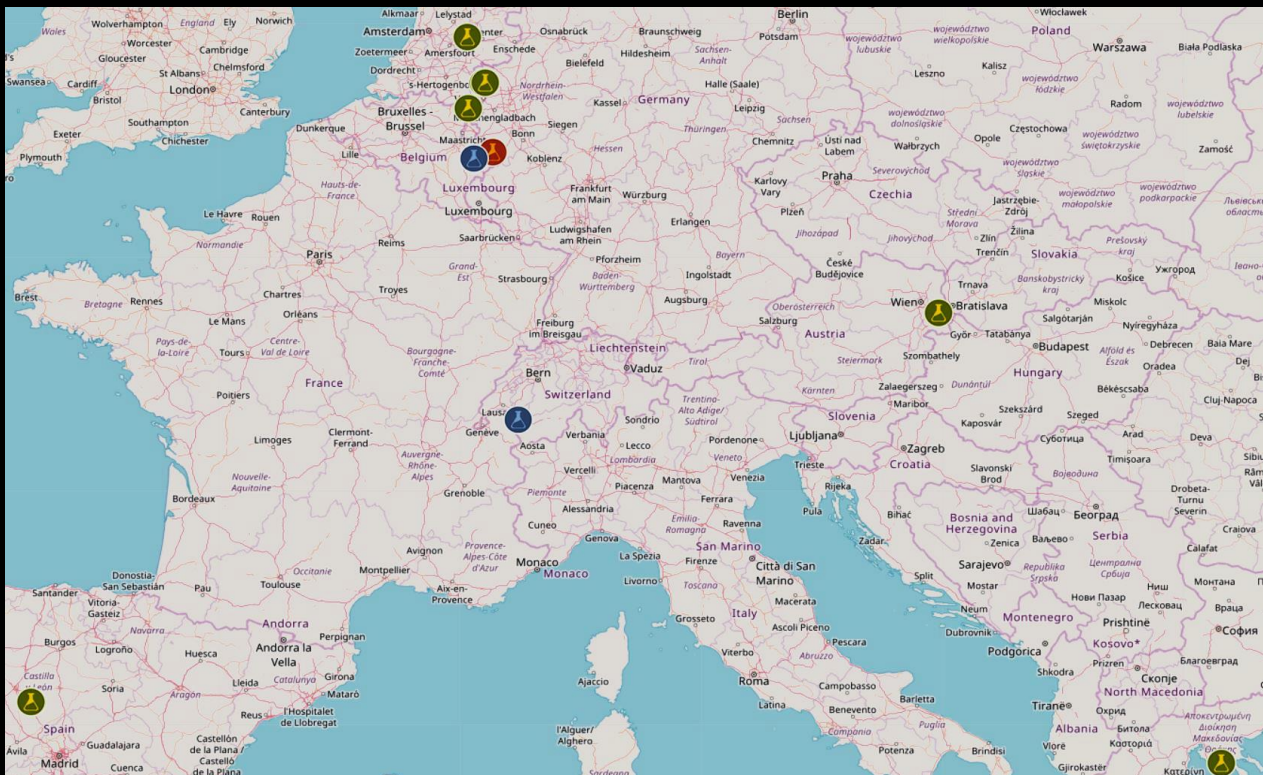 Włocławek
Wales
Wolverhampton
England
Ely
Norwich
Alkmaar
Lelystad
Berlin
Worcester
Cambridge
Amsterdam
Osnabrück
Braunschweig
Potsdam
województwo
lubuskie
województwo
wielkopolskie
Poland
Warszawa
Biała Podlaska
Gloucester
Chelmsford
Zoetermeer
Amersfoort
Enschede
Hildesheim
Sachsen-
Anhalt
Swansea
Cardiff
St Albans
London
Dordrecht
Bielefeld
Halle (Saale)
Leszno
Kalisz
województwo
łódzkie
Bristol
Canterbury
Nordrhein-
Westfalen
Kassel
Germany
Leipzig
Radom
województwo
lubelskie
Exeter
Southampton
Chichester
Dunkerque
Bruxelles -
Brussel
Siegen
Thüringen
Sachsen
województwo
dolnośląskie
Częstochowa
Opole
województwo
świętokrzyskie
Plymouth
Lille
Belgium
Bonn
Koblenz
Hessen
Chemnitz
Ústí nad
Labem
Wałbrzych
województwo
śląskie
Zamość
Hauts-de-
France
Luxembourg
Luxembourg
Frankfurt
am Main
Würzburg
Karlovy
Vary
Praha
Severovýchod
Czechia
województwo
małopolskie
województwo
podkarpackie
Le Havre
Rouen
Normandie
Reims
Saarbrücken
Ludwigshafen
am Rhein
Erlangen
Plzeň
Jihozápad
Jihovýchod
Střední
Morava
Jastrzębie-
Zdrój
Zlín
Žilina
Trenčín
Slovakia
Prešovský
kraj
Paris
Grand-
Est
Strasbourg
Pforzheim
Baden-
Württemberg
Bayern
Ingolstadt
České
Budějovice
Banskobystrický
kraj
Košice
Ужгород
Brest
Bretagne
Rennes
Chartres
Troyes
Augsburg
Oberösterreich
Wien
Bratislava
Trnava
Miskolc
Le Mans
Orléans
Freiburg
im Breisgau
Salzburg
Austria
Győr
Tatabánya
Salgótarján
Nyíregyháza
Pays-de
-la-Loire
Tours
Centre-
Val de Loire
Bourgogne-
Franche-
Comté
Liechtenstein
Vaduz
Tirol
Steiermark
Szombathely
Budapest
Alföld és
Észak
Debrecen
Baia Mare
France
Bern
Switzerland
Kärnten
Zalaegerszeg
Dunántúl
Hungary
Oradea
Dej
Poitiers
Trentino-
Alto Adige/
Südtirol
Maribor
Békéscsaba
Cluj-Napoca
Genève
Sondrio
Slovenia
Kaposvár
Szekszárd
Szeged
Limoges
Clermont-
Ferrand
Aosta
Verbania
Lecco
Pordenone
Ljubljana
Zagreb
Суботица
Arad
Deva
Auvergne-
Rhône-
Alpes
Lombardia
Veneto
Trieste
Croatia
Војводина
Timișoara
Nouvelle-
Aquitaine
Grenoble
Vercelli
Piemonte
Piacenza
Mantova
Venezia
Rijeka
Slavonski
Brod
Drobeta-
Turnu
Severin
Bordeaux
Alessandria
Ferrara
Pula
Bihać
Bosnia and
Herzegovina
Шабац
Београд
Cuneo
Emilia-
Romagna
Ravenna
Zadar
Zenica
Ваљево
Serbia
Craiova
Avignon
Provence-
Alpes-Côte
d'Azur
Genova
La Spezia
San Marino
Firenze
Città di San
Marino
Sarajevo
Republika
Srpska
Централна
Србија
Calafat
Donostia-
San Sebastián
Pau
Occitanie
Toulouse
Montpellier
Aix-en-
Provence
Monaco
Monaco
Livorno
Toscana
Macerata
Split
Mostar
Ниш
Монтана
Santander
Vitoria-
Gasteiz
Navarra
Logroño
Burgos
Andorra
Andorra la
Vella
Perpignan
Grosseto
Italy
Ascoli Piceno
Neum
Dubrovnik
Montenegro
Нови Пазар
Лесковац
Враца
Prishtinë
София
Huesca
Girona
Viterbo
Abruzzo
Pescara
Podgorica
Kosovo*
Благоевград
Castilla
Soria
Aragón
Lleida
Catalunya
Mataró
Ajaccio
Roma
Campobasso
Barletta
Shkodra
Prizren
Скопје
North Macedonia
Spain
Reus
l'Hospitalet
de Llobregat
Latina
Benevento
Puglia
Tiranë
Охрид
Ávila
Guadalajara
Castellón
de la Plana /
Castelló
de la Plana
l'Alguer/
Alghero
Campania
Albania
Битола
Madrid
Cuenca
Sardegna
Potenza
Brindisi
Vlorë
Gjirokastër
Καστοριά
Κατερίνη